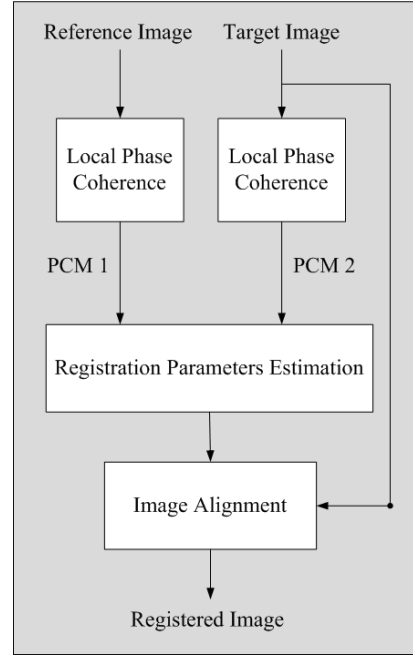 Reference Image
Target Image
Local Phase
Coherence
Local Phase
Coherence
PCM 1
PCM 2
Registration Parameters Estimation
Image Alignment
Registered Image